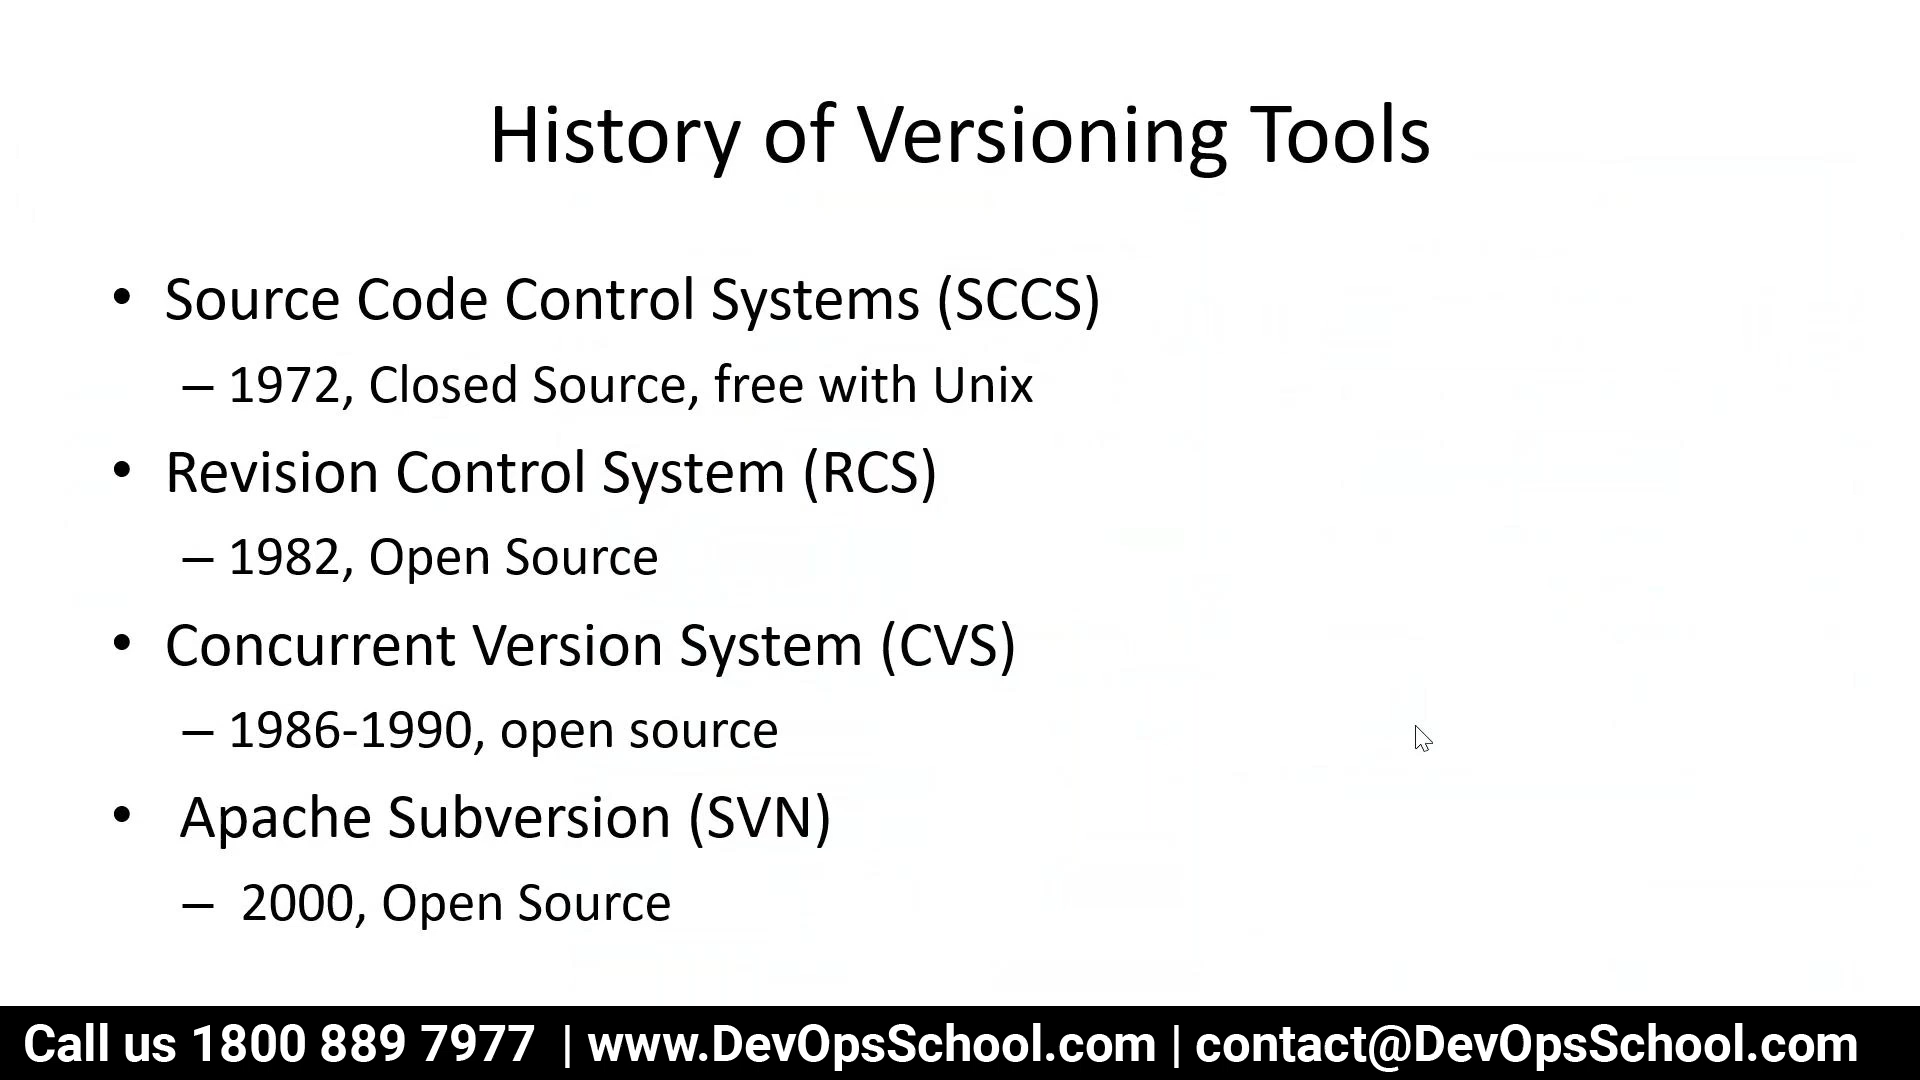 History of Versioning Tools
• Source Code Control Systems (SCCS)
– 1972, Closed Source, free with Unix
• Revision Control System (RCS)
– 1982, Open Source
• Concurrent Version System (CVS)
– 1986-1990, open source
• Apache Subversion (SVN)
– 2000, Open Source
Call us 1800 889 7977 | www.DevOpsSchool.com | contact@DevOpsSchool.com